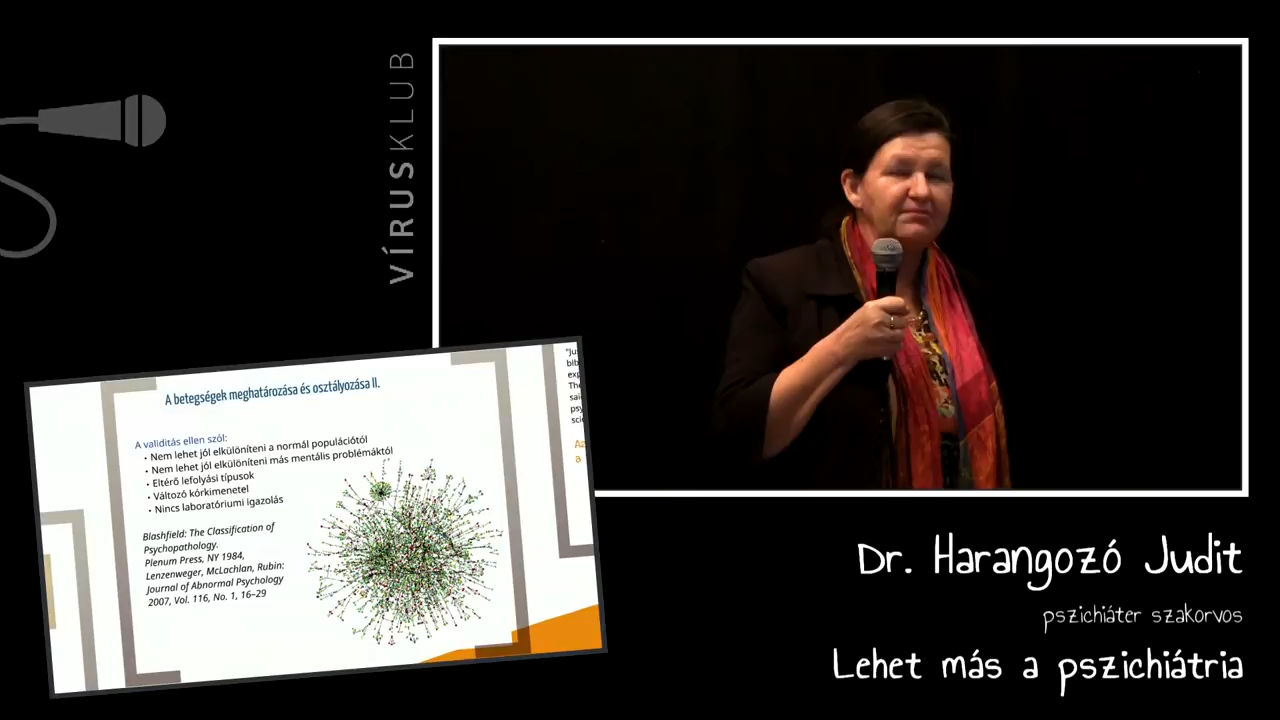 VÍRUSKLUB
A betegségek meghatározása és osztályozása II.
A validitás ellen szól:
• Nem lehet jól elkülöníteni a normál populációtól
• Nem lehet jól elkülöníteni más mentális problémáktól
• Eltérő lefolyási típusok
• Változó kórkimenetel
• Nincs laboratóriumi igazolás
Blashfield: The Classification of
Psychopathology.
Plenum Press, NY 1984,
Lenzenweger, McLachlan, Rubin:
Journal of Abnormal Psychology
2007, Vol. 116, No. 1, 16–29
Dr. Harangozó Judit
pszichiáter szakorvos
Lehet más a pszichiátria